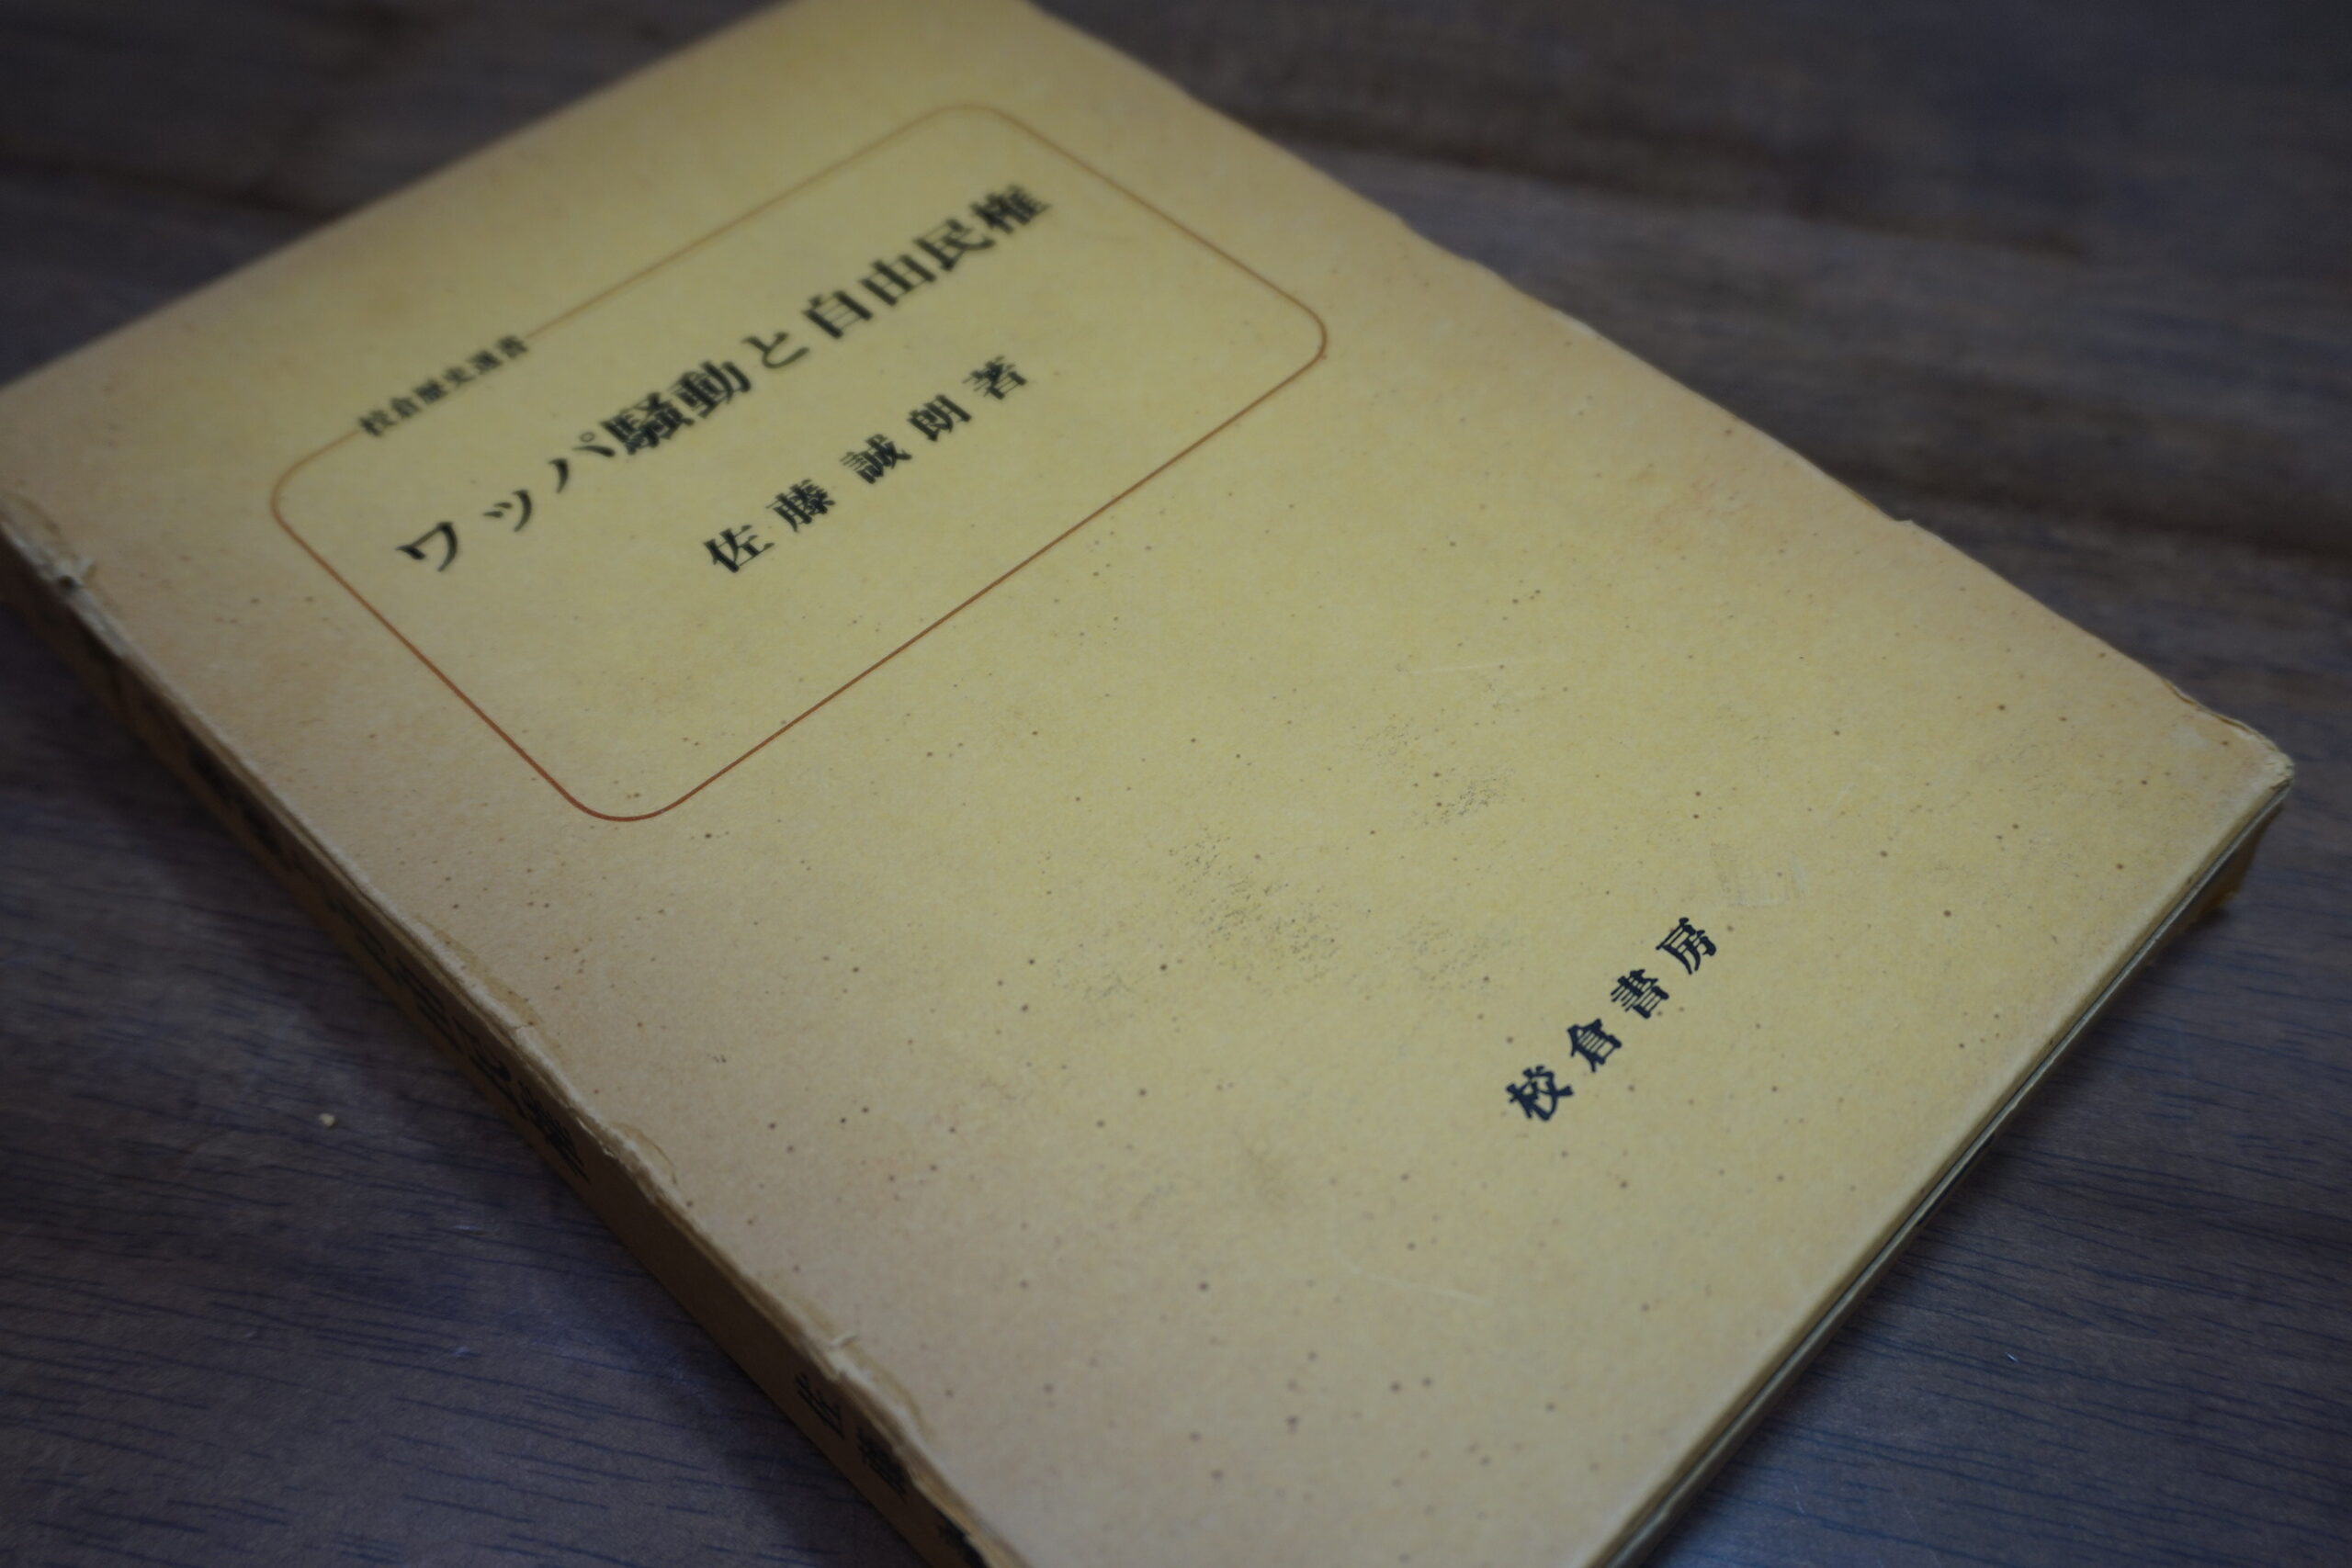 校倉歴史選書
ワッパ騒動と自由民権
佐藤誠朗著
校倉書房